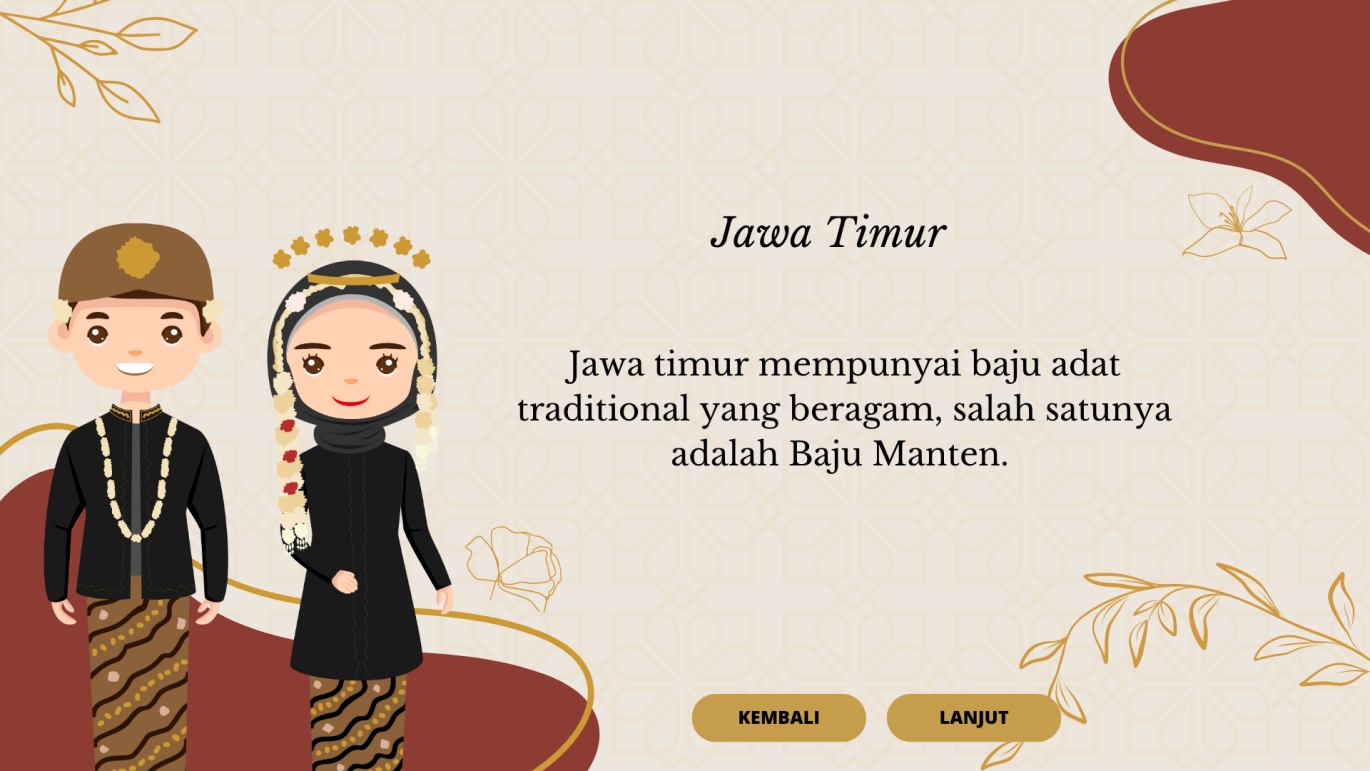 Jawa Timur
Jawa timur mempunyai baju adat
traditional yang beragam, salah satunya
adalah Baju Manten.
KEMBALI
LANJUT